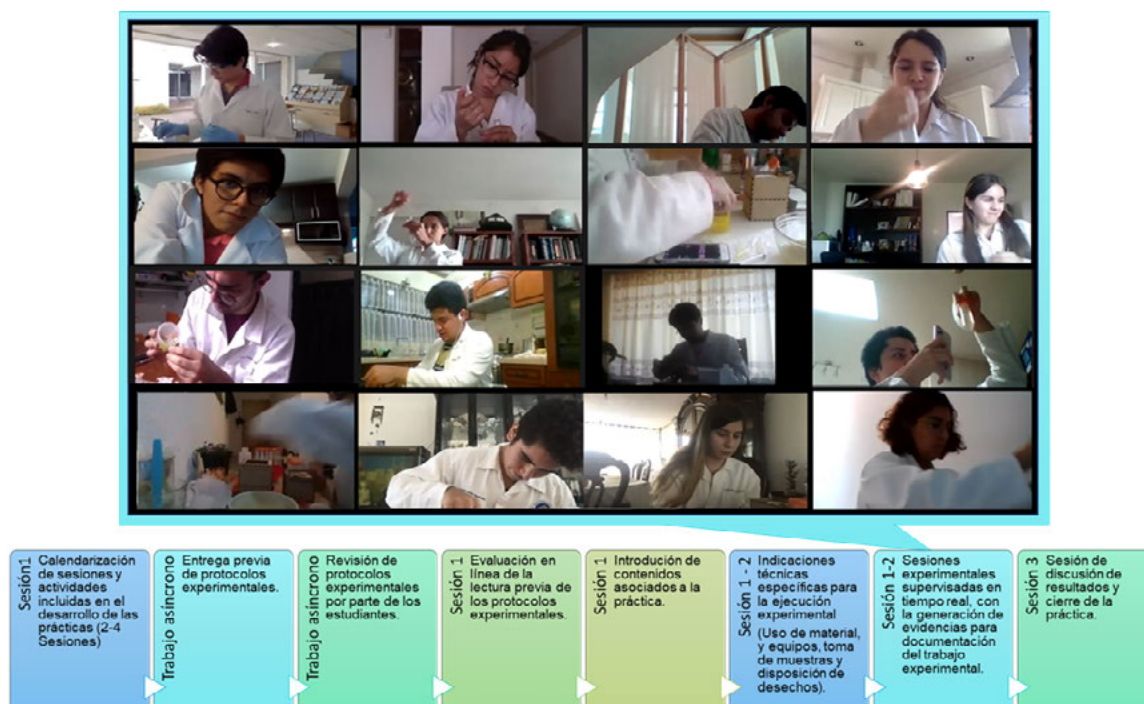 Sesión1
Calendarización
de sesiones y
actividades
incluidas en el
desarrollo de las
prácticas (2-4
Sesiones)
Trabajo asíncrono
Entrega previa
de protocolos
experimentales.
Trabajo asíncrono
Revisión de
protocolos
experimentales
por parte de los
estudiantes.
Sesión 1
Evaluación en
línea de la
lectura previa de
los protocolos
experimentales.
Sesión 1
Introdución de
contenidos
asociados a la
práctica.
Sesión 1 - 2
Indicaciones
técnicas
específicas para
la ejecución
experimental
(Uso de material,
y equipos, toma
de muestras y
disposición de
desechos).
Sesión 1-2
Sesiones
experimentales
supervisadas en
tiempo real, con
la generación de
evidencias para
documentación
del trabajo
experimental.
Sesión 3
Sesión de
discusión de
resultados y
cierre de la
práctica.